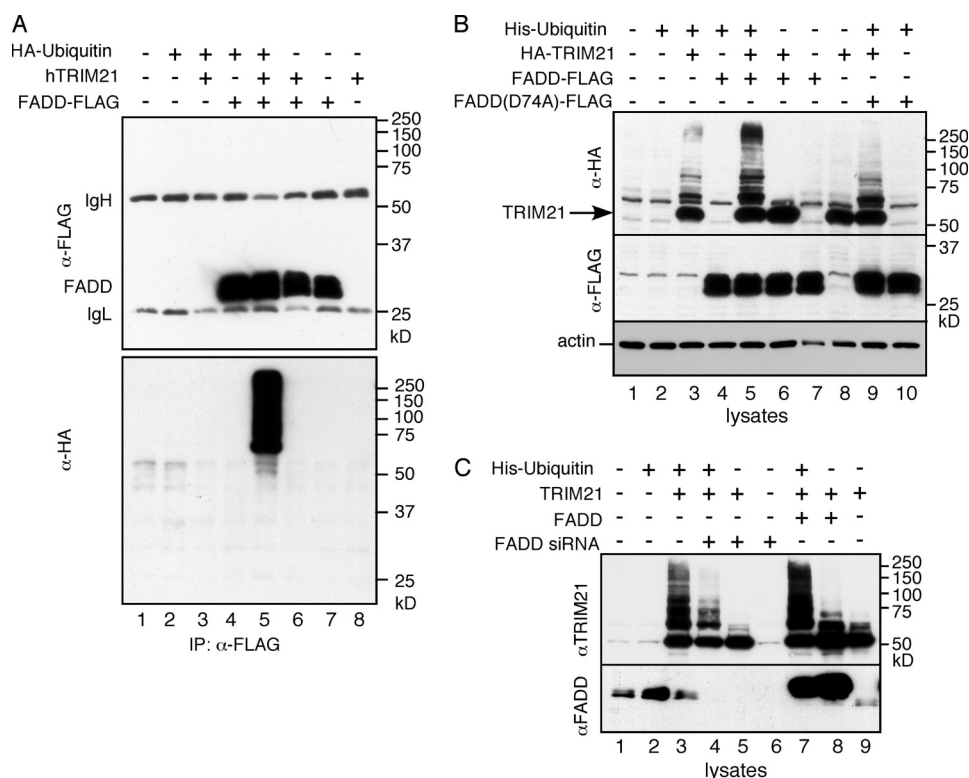 A
HA-Ubiquitin - + + + + - - -
hTRIM21 - - + - + + - +
FADD-FLAG - - - + + + + -
250
150
100
75
IgH
50
α-FLAG
37
FADD
IgL
25
kD
250
150
100
75
α-HA
50
37
25
kD
1 2 3 4 5 6 7 8
IP: α-FLAG
B
His-Ubiquitin - + + + + - - - + -
HA-TRIM21 - - + - + + - + + -
FADD-FLAG - - - + + + + - - -
FADD(D74A)-FLAG - - - - - - - - + +
α-HA
250
150
100
75
TRIM21
50
37
α-FLAG
25
kD
actin
1 2 3 4 5 6 7 8 9 10
lysates
C
His-Ubiquitin - + + + - - + - -
TRIM21 - - + + + - + + +
FADD - - - - - - + + -
FADD siRNA - - - + + + - - -
αTRIM21
250
150
100
75
50
kD
αFADD
1 2 3 4 5 6 7 8 9
lysates